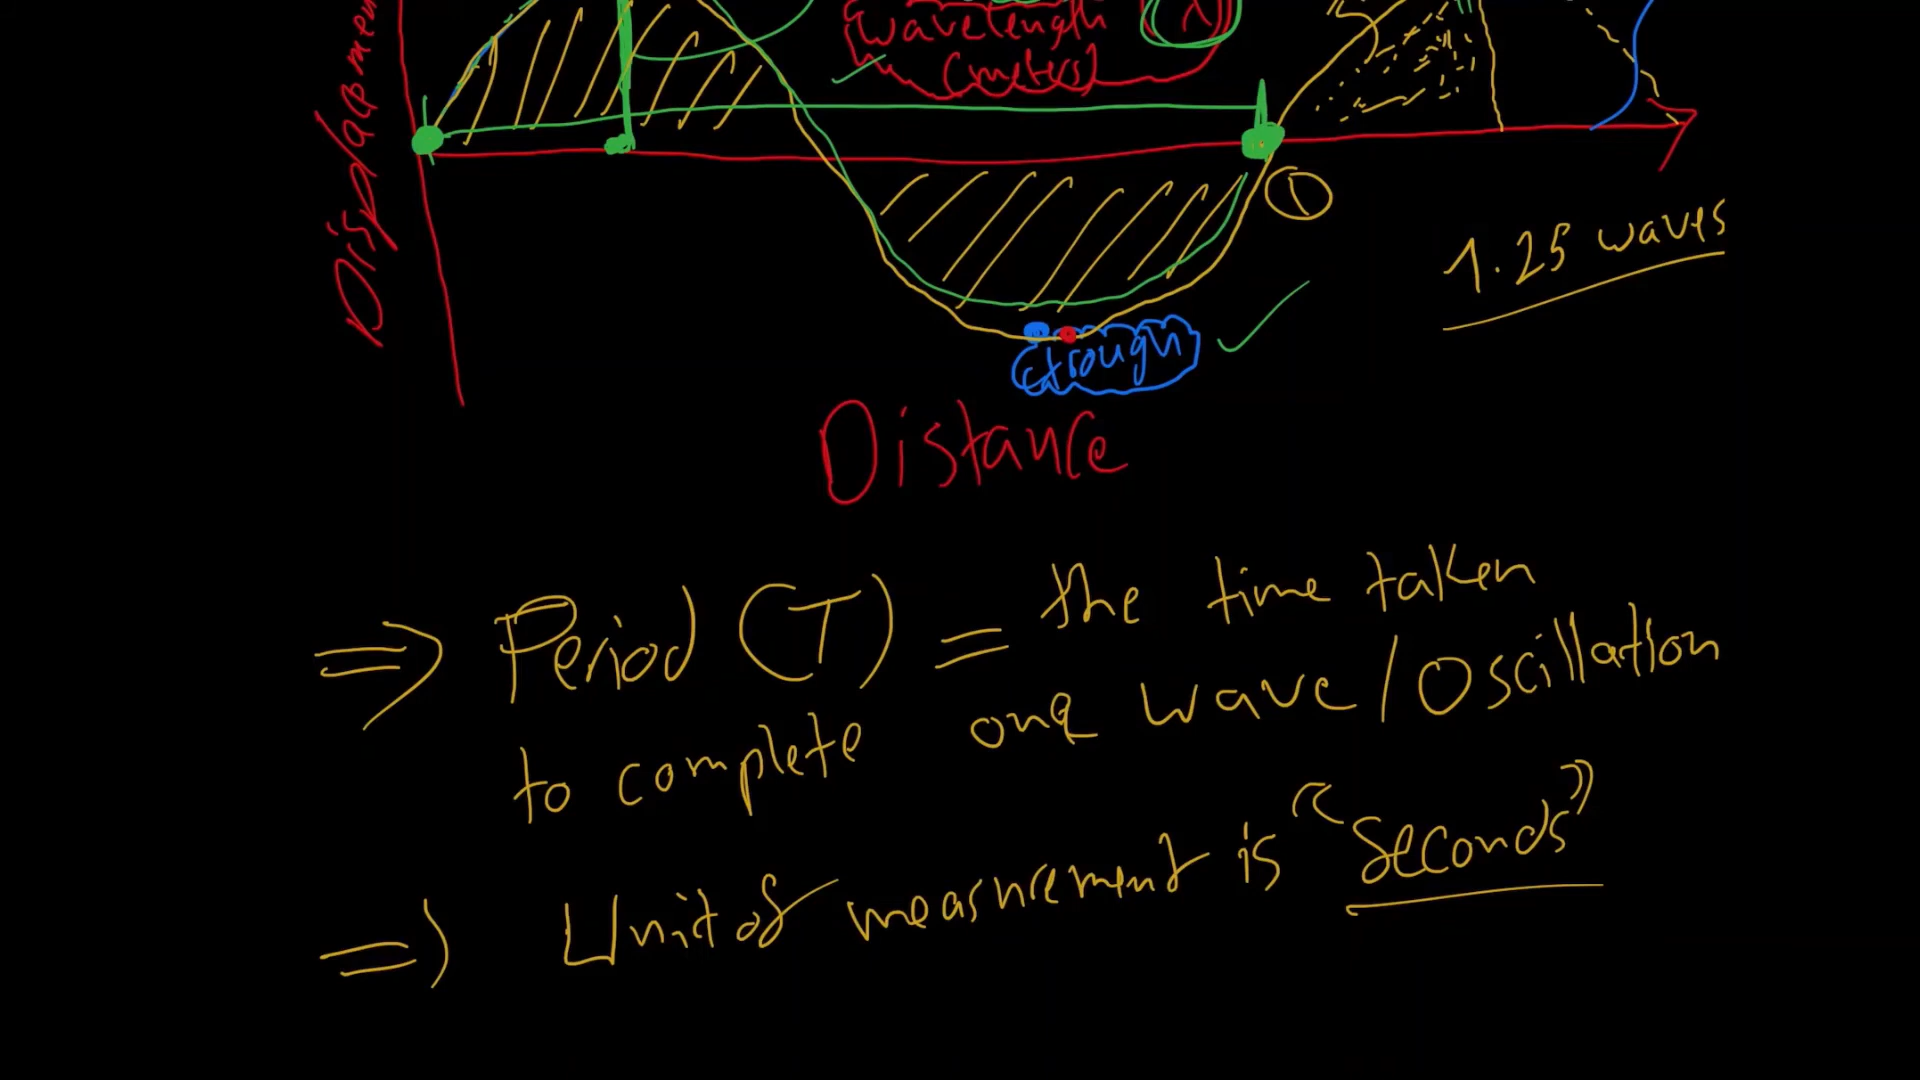 Displacemen
wavelength
(meters)
λ
1
1.25 waves
trough
Distance
=> Period (T) = the time taken
to complete one wave/Oscillation
=> Unit of measurement is "Seconds"